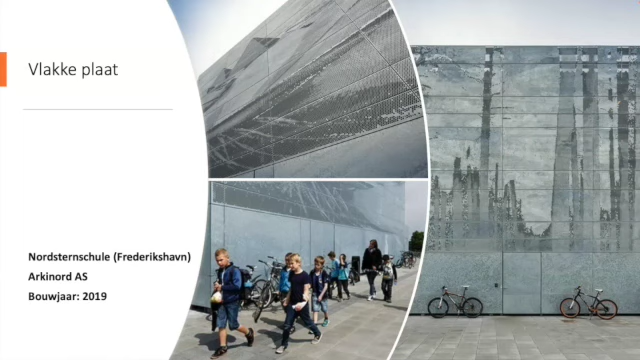 Vlakke plaat
Nordsternschule (Frederikshavn)
Arkinord AS
Bouwjaar: 2019